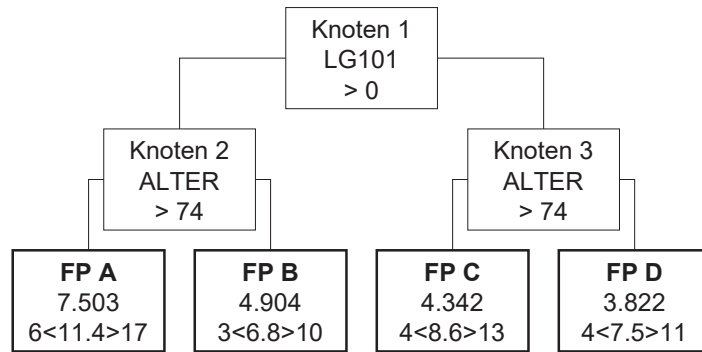 Knoten 1
LG101
> 0
Knoten 2
ALTER
> 74
Knoten 3
ALTER
> 74
FP A
7.503
6<11.4>17
FP B
4.904
3<6.8>10
FP C
4.342
4<8.6>13
FP D
3.822
4<7.5>11